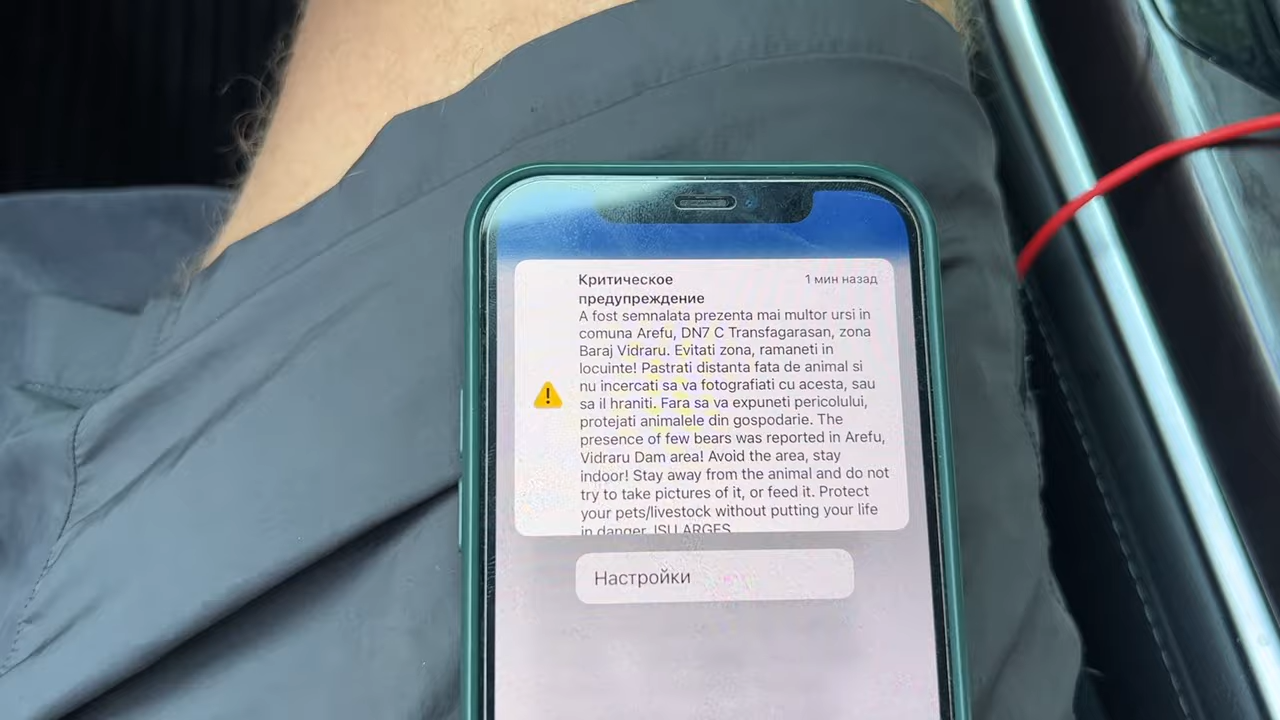 Критическое
1 мин назад
предупреждение
A fost semnalata prezenta mai multor ursi in
comuna Arefu, DN7 C Transfagarasan, zona
Baraj Vidraru. Evitati zona, ramaneti in
locuinte! Pastrati distanta fata de animal si
nu incercati sa va fotografiati cu acesta, sau
sa il hraniti. Fara sa va expuneti pericolului,
protejati animalele din gospodarie. The
presence of few bears was reported in Arefu,
Vidraru Dam area! Avoid the area, stay
indoor! Stay away from the animal and do not
try to take pictures of it, or feed it. Protect
your pets/livestock without putting your life
in danger. ISU ARGES
Настройки